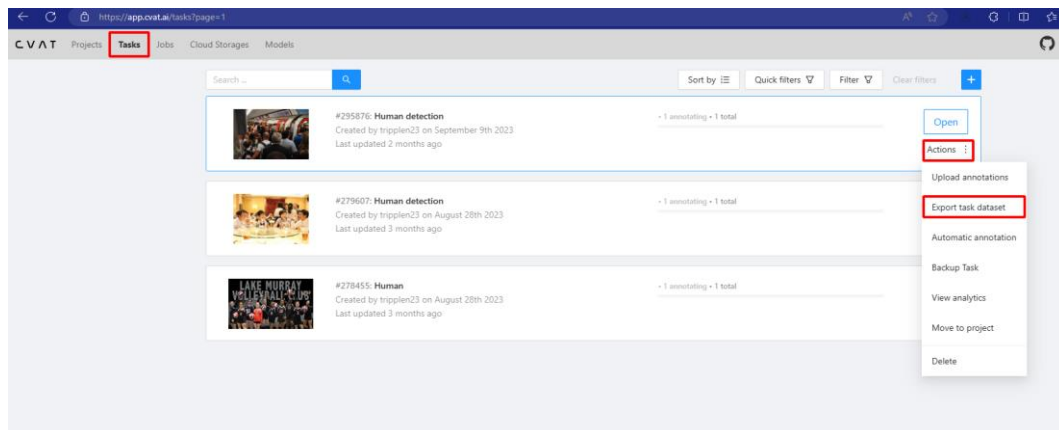 https://app.cvat.ai/tasks?page=1
CVAT Projects Tasks Jobs Cloud Storages Models
Search ... Sort by Quick filters Filter Clear filters +
#295876: Human detection
Created by tripplen23 on September 9th 2023
Last updated 2 months ago
• 1 annotating • 1 total
Open
Actions
Upload annotations
Export task dataset
Automatic annotation
Backup Task
View analytics
Move to project
Delete
#279607: Human detection
Created by tripplen23 on August 28th 2023
Last updated 3 months ago
• 1 annotating • 1 total
LAKE MURRAY
VOLLEYBALL CLUB
#278455: Human
Created by tripplen23 on August 28th 2023
Last updated 3 months ago
• 1 annotating • 1 total